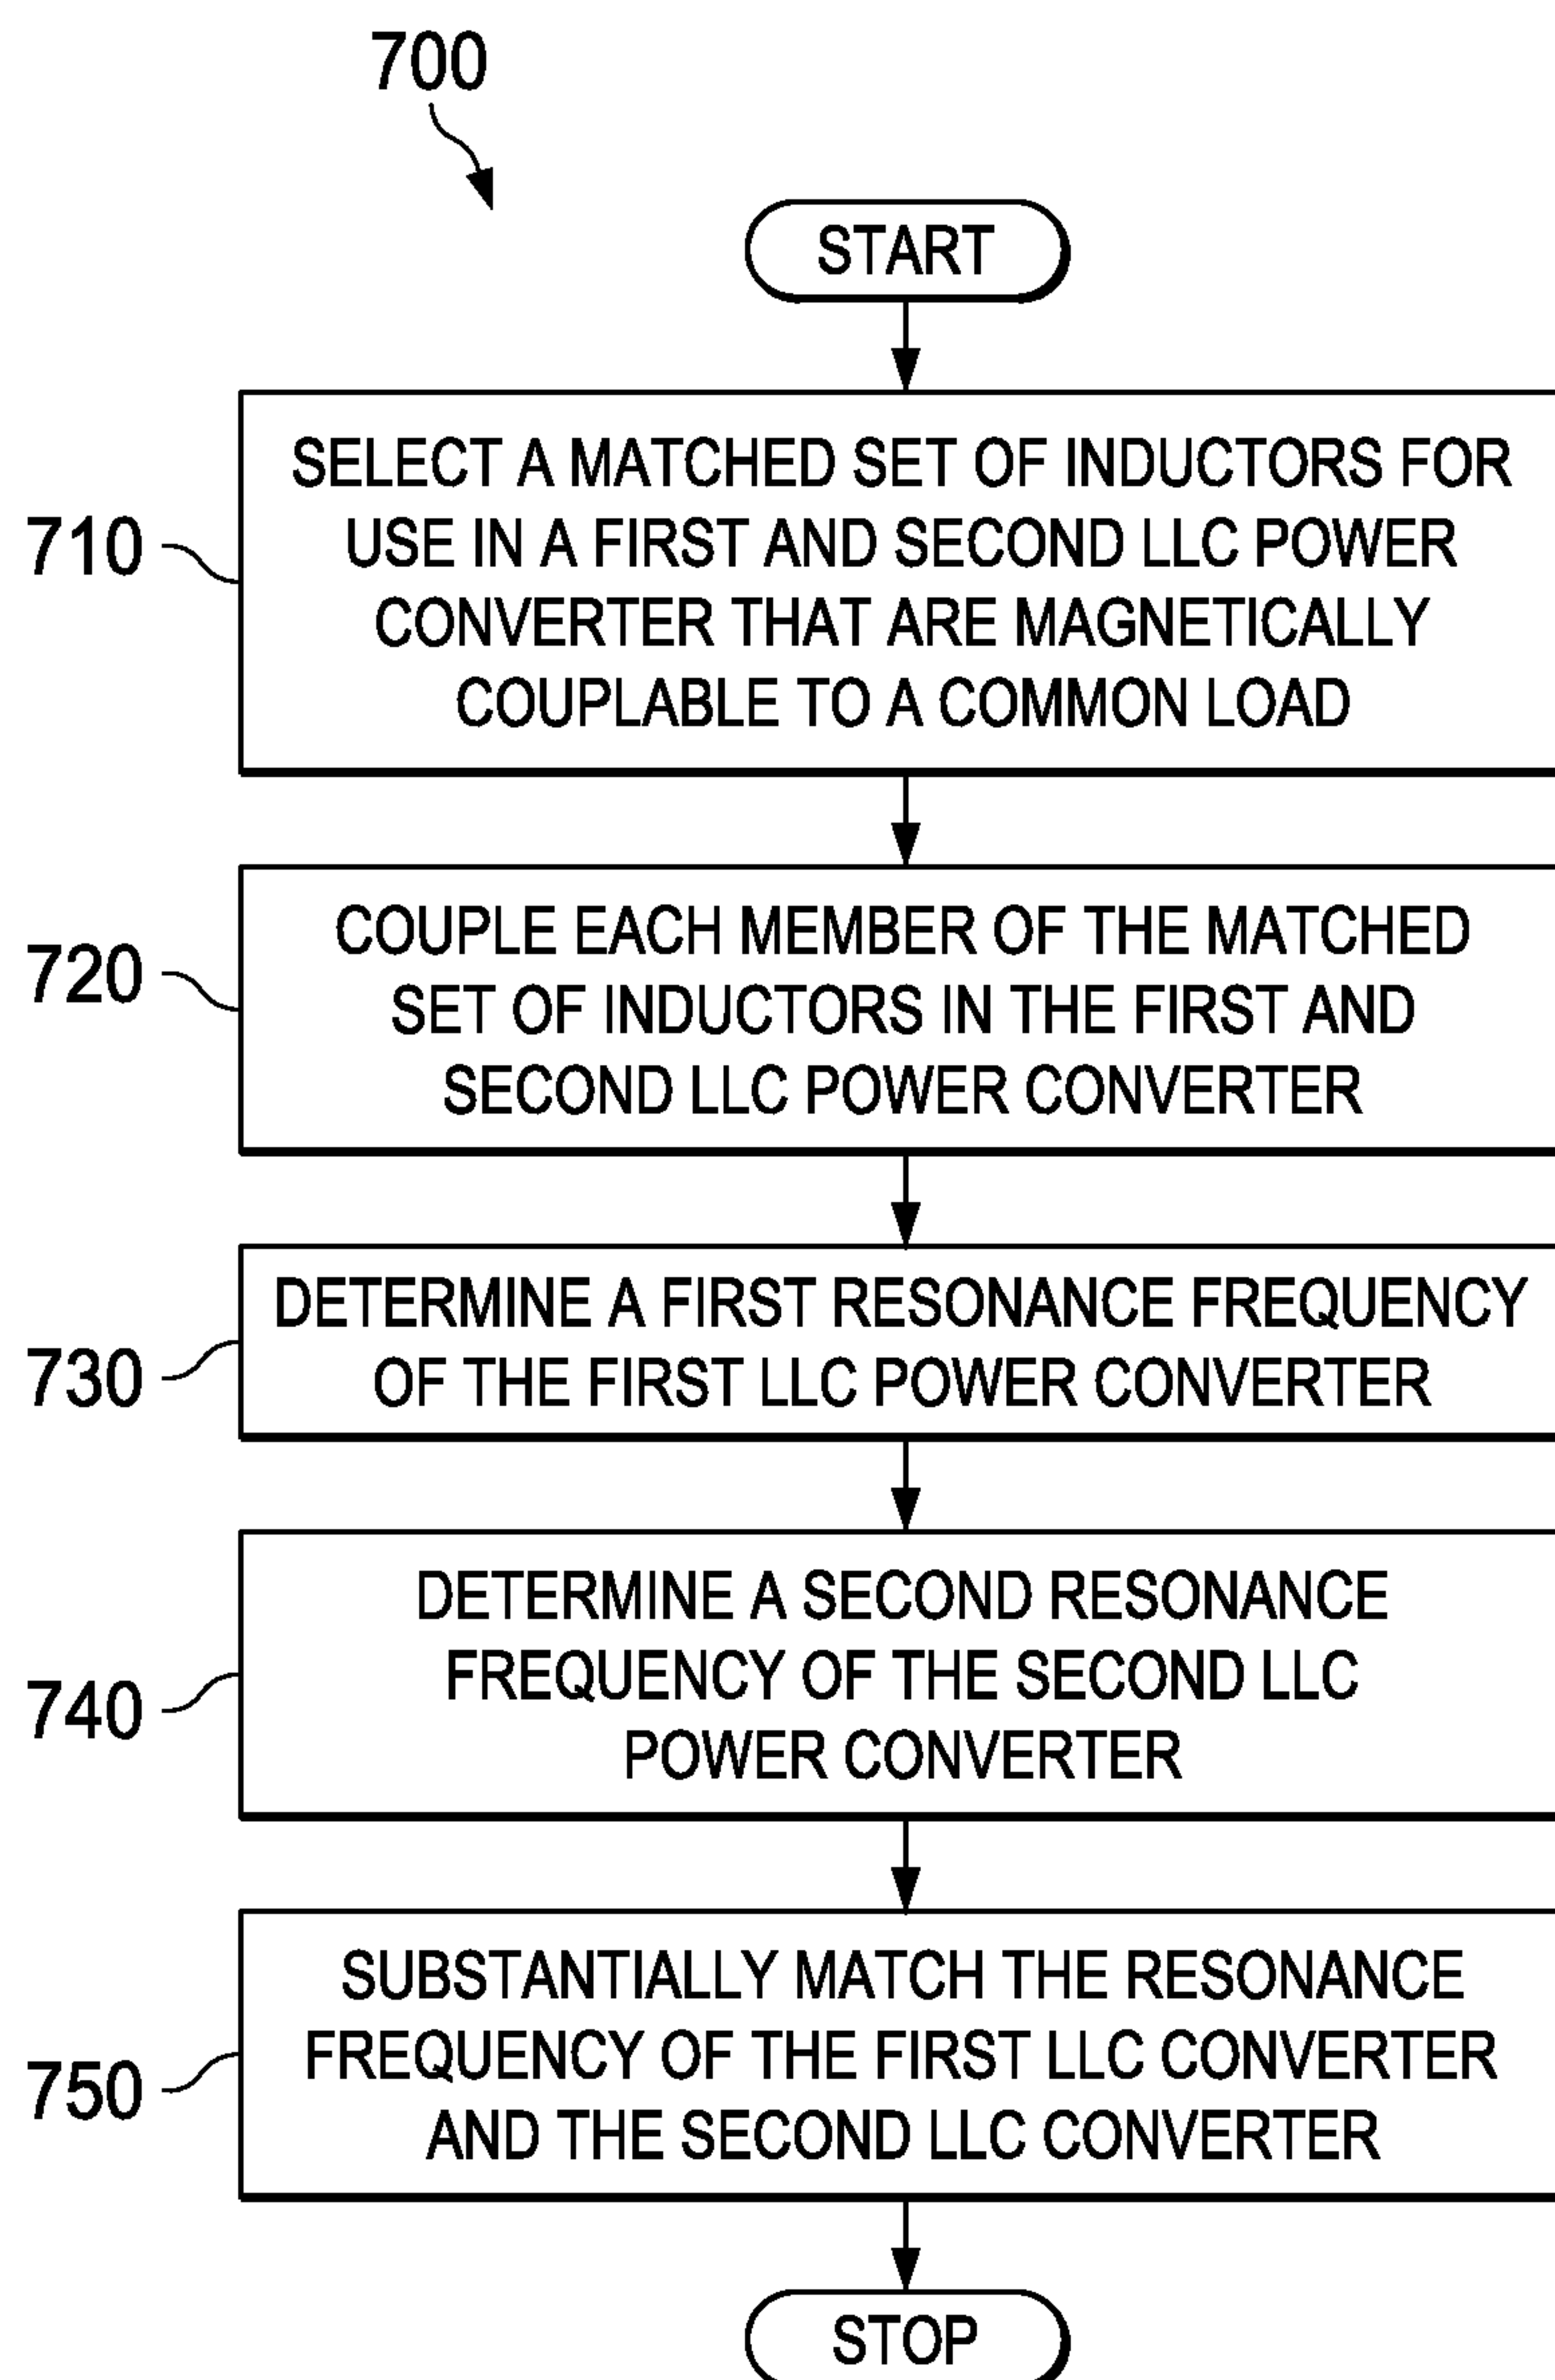 700
START
710
SELECT A MATCHED SET OF INDUCTORS FOR
USE IN A FIRST AND SECOND LLC POWER
CONVERTER THAT ARE MAGNETICALLY
COUPLABLE TO A COMMON LOAD
720
COUPLE EACH MEMBER OF THE MATCHED
SET OF INDUCTORS IN THE FIRST AND
SECOND LLC POWER CONVERTER
730
DETERMINE A FIRST RESONANCE FREQUENCY
OF THE FIRST LLC POWER CONVERTER
740
DETERMINE A SECOND RESONANCE
FREQUENCY OF THE SECOND LLC
POWER CONVERTER
750
SUBSTANTIALLY MATCH THE RESONANCE
FREQUENCY OF THE FIRST LLC CONVERTER
AND THE SECOND LLC CONVERTER
STOP